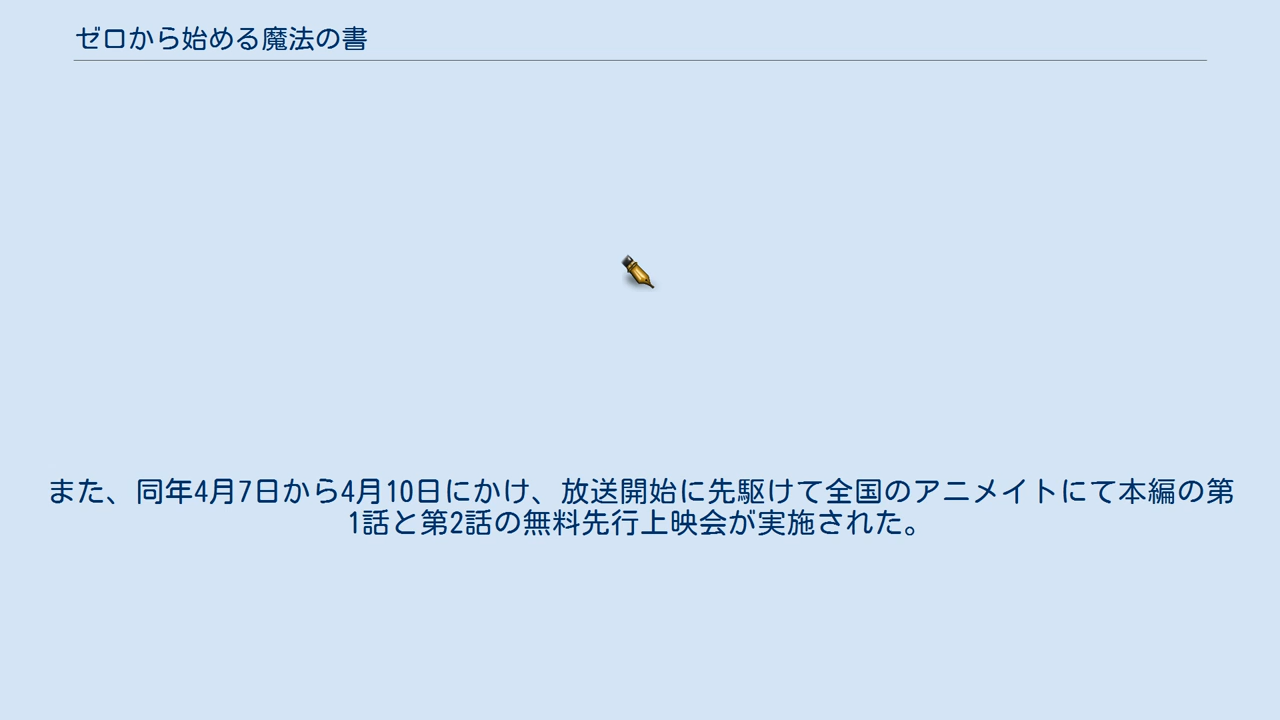 ゼロから始める魔法の書
また、同年4月7日から4月10日にかけ、放送開始に先駆けて全国のアニメイトにて本編の第
1話と第2話の無料先行上映会が実施された。